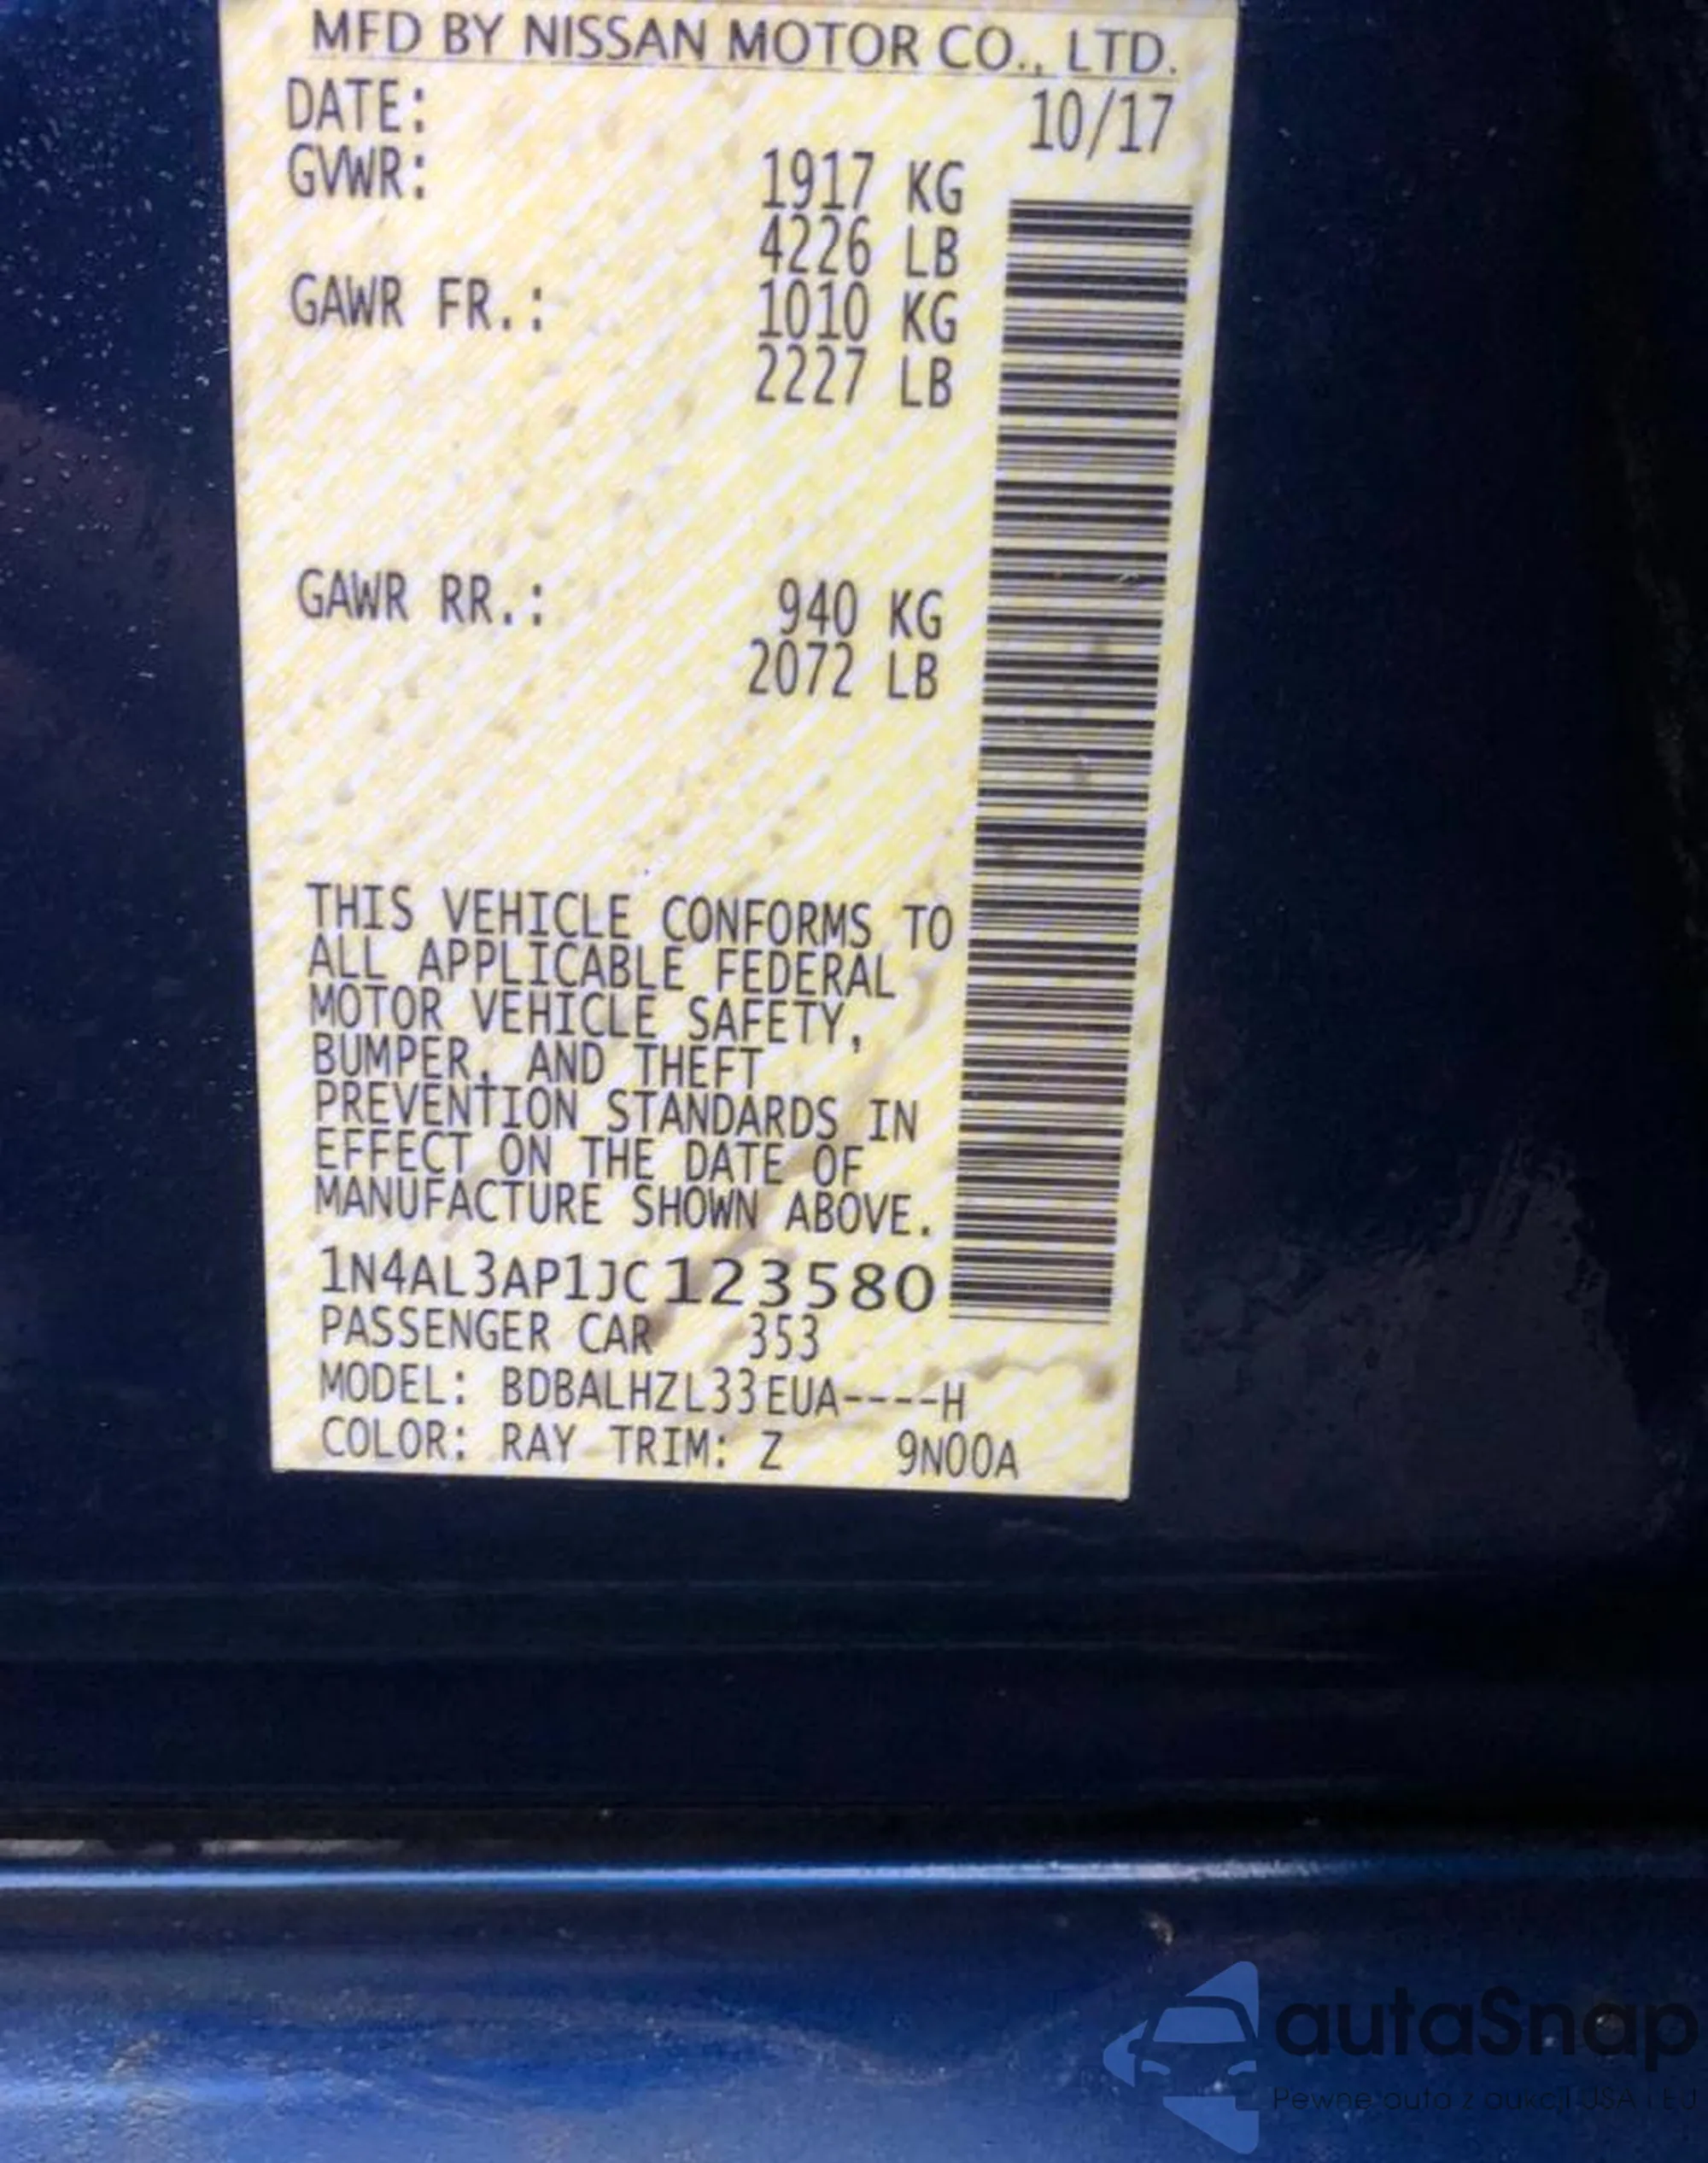 MFD BY NISSAN MOTOR CO., LTD.
DATE: 10/17
GVWR: 1917 KG
4226 LB
GAWR FR.: 1010 KG
2227 LB
GAWR RR.: 940 KG
2072 LB
THIS VEHICLE CONFORMS TO
ALL APPLICABLE FEDERAL
MOTOR VEHICLE SAFETY,
BUMPER, AND THEFT
PREVENTION STANDARDS IN
EFFECT ON THE DATE OF
MANUFACTURE SHOWN ABOVE.
1N4AL3AP1JC123580
PASSENGER CAR 353
MODEL: BDBALHZL33EUA----H
COLOR: RAY TRIM: Z 9N00A
autaSnap
Pewne auta z aukcji